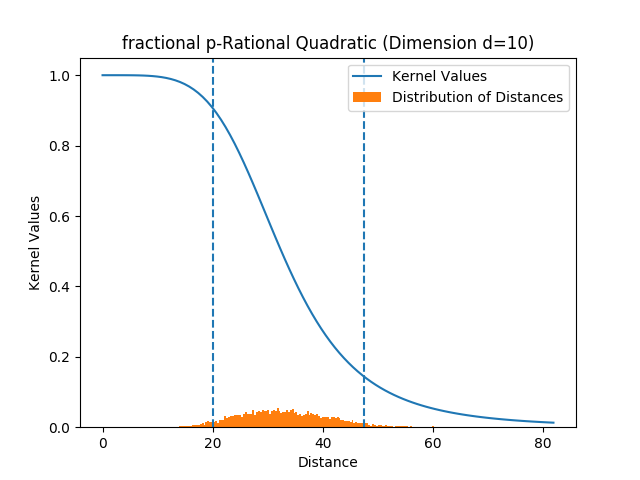 fractional p-Rational Quadratic (Dimension d=10)
Kernel Values
Distribution of Distances
1.0
0.8
0.6
0.4
0.2
0.0
Kernel Values
0
20
40
60
80
Distance